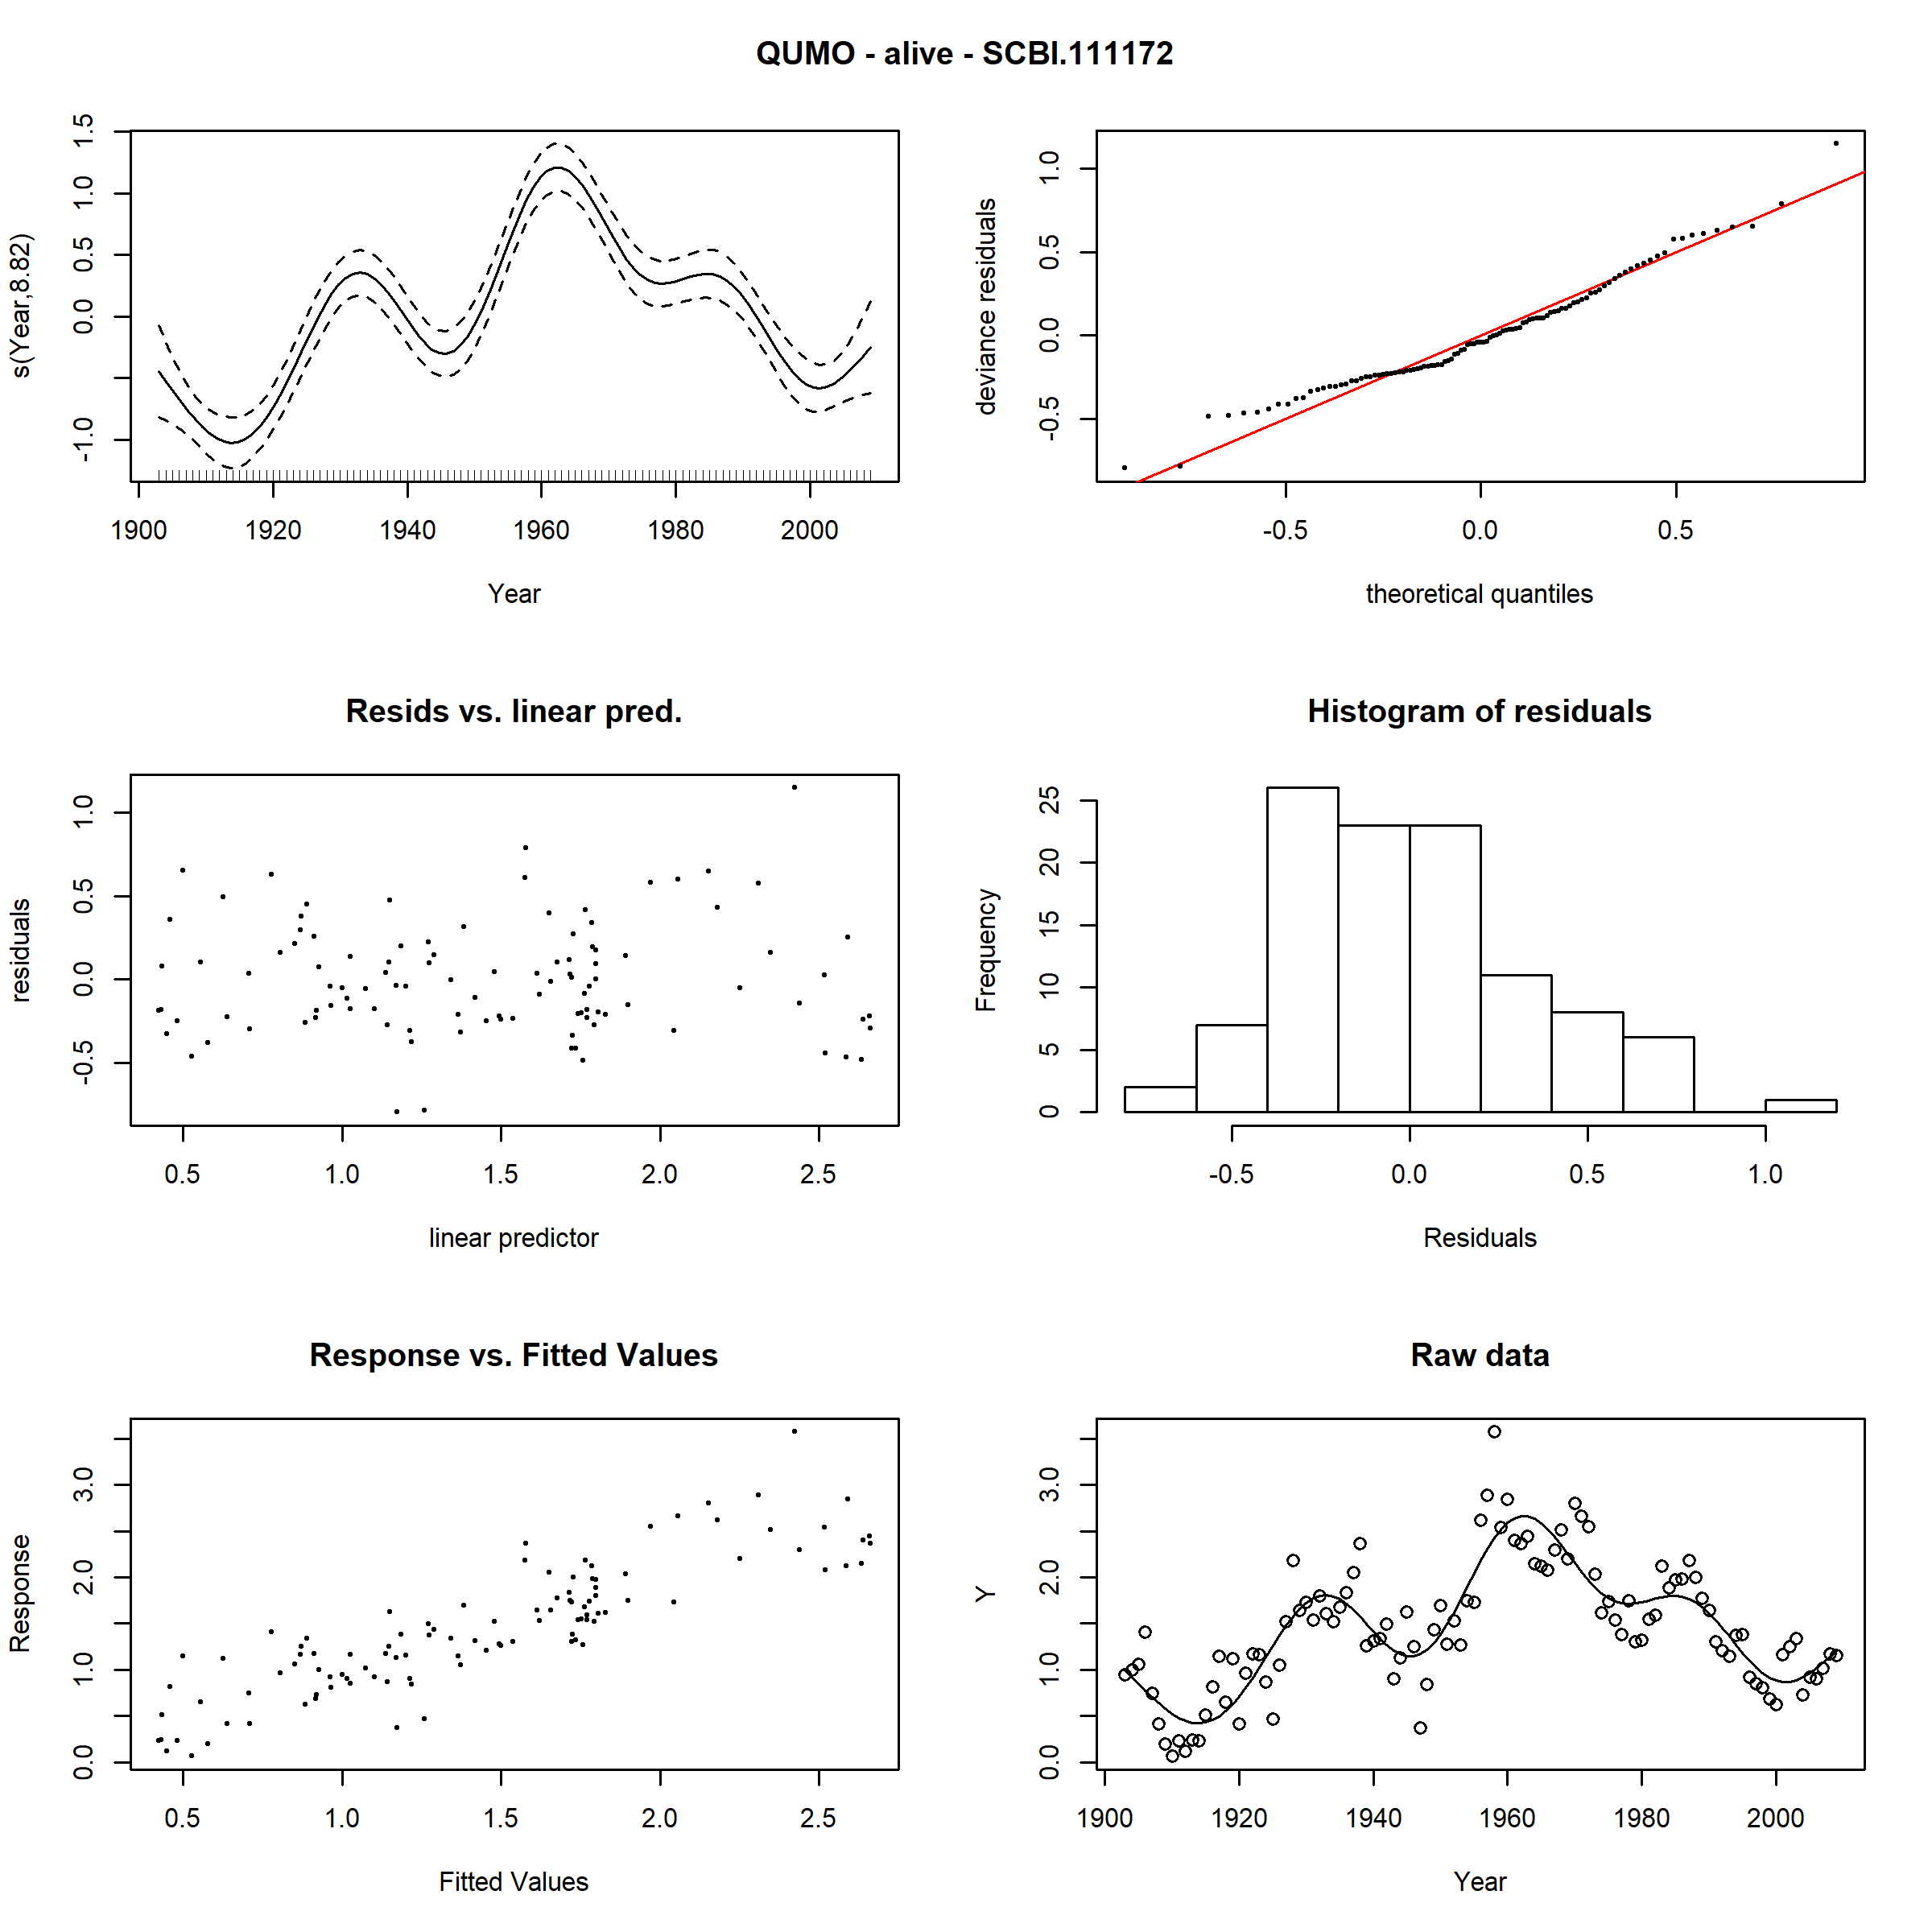 QUMO - alive - SCBI.111172
s(Year,8.82)
-1.0 0.0 0.5 1.0 1.5
1900 1920 1940 1960 1980 2000
Year
deviance residuals
-0.5 0.0 0.5 1.0
-0.5 0.0 0.5
theoretical quantiles
Resids vs. linear pred.
residuals
-0.5 0.0 0.5 1.0
0.5 1.0 1.5 2.0 2.5
linear predictor
Histogram of residuals
Frequency
0 5 10 15 20 25
-0.5 0.0 0.5 1.0
Residuals
Response vs. Fitted Values
Response
0.0 1.0 2.0 3.0
0.5 1.0 1.5 2.0 2.5
Fitted Values
Raw data
Y
0.0 1.0 2.0 3.0
1900 1920 1940 1960 1980 2000
Year